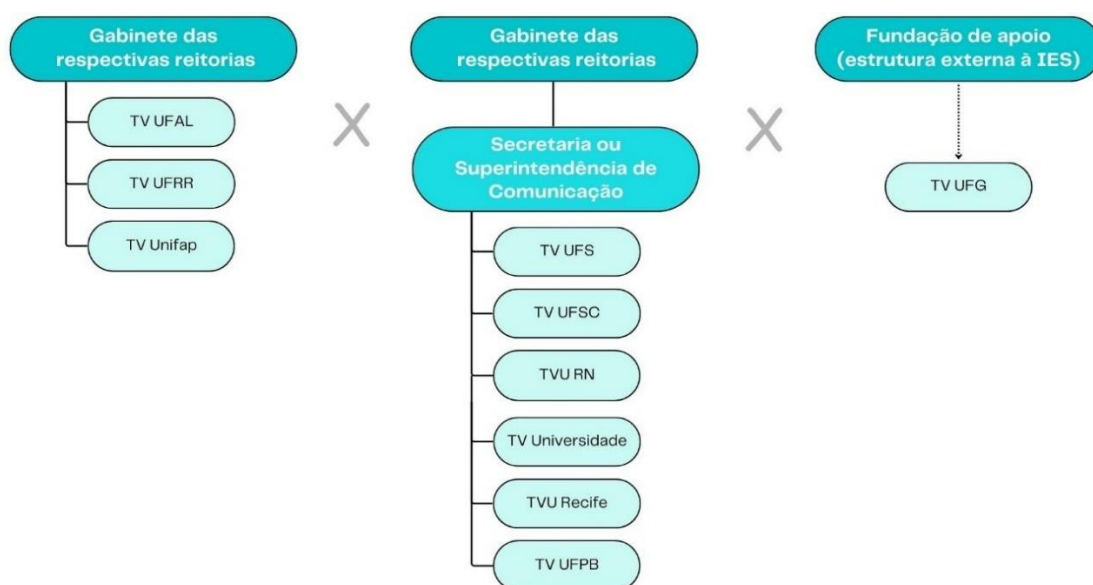 Gabinete das
respectivas reitorias
TV UFAL
TV UFRR
TV Unifap
X
Gabinete das
respectivas reitorias
Secretaria ou
Superintendência de
Comunicação
TV UFS
TV UFSC
TVU RN
TV Universidade
TVU Recife
TV UFPB
X
Fundação de apoio
(estrutura externa à IES)
TV UFG